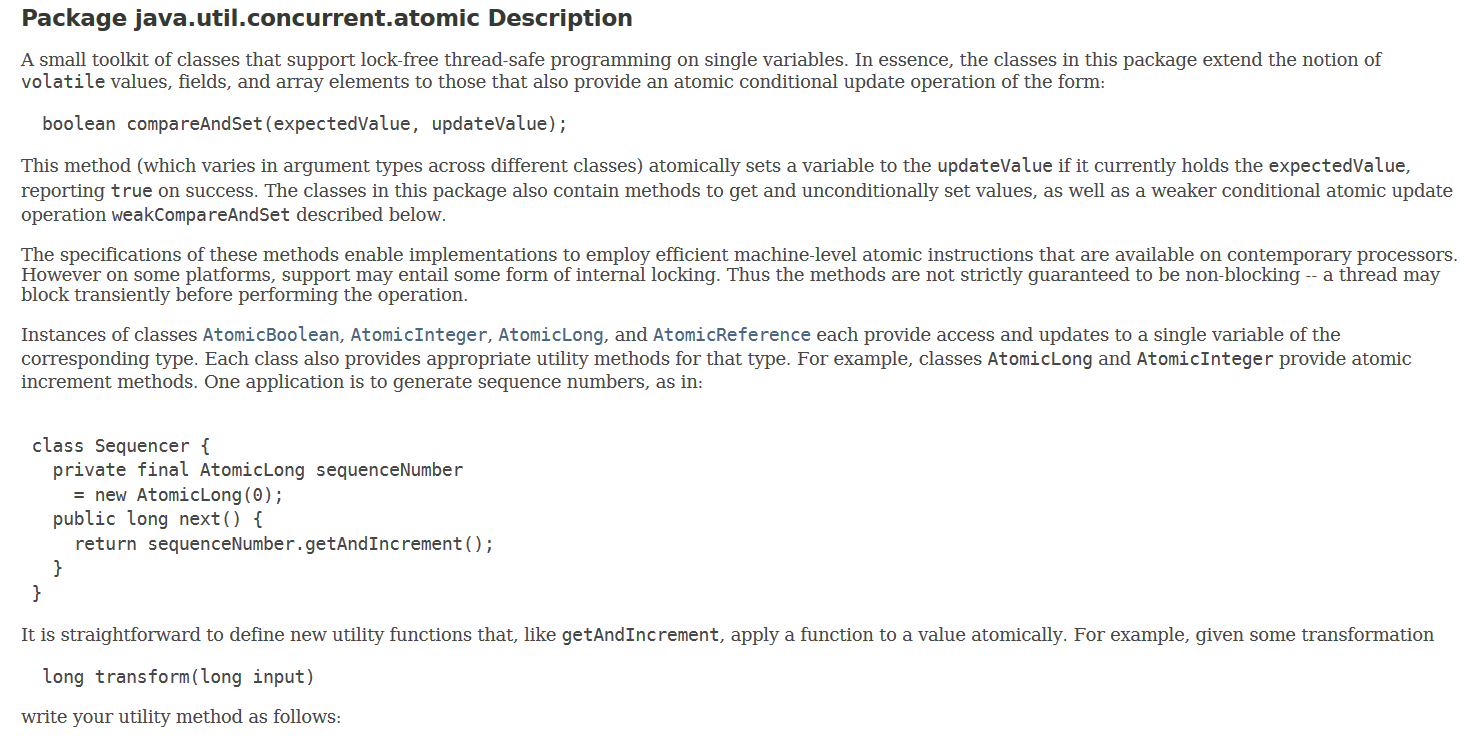 Package java.util.concurrent.atomic Description
A small toolkit of classes that support lock-free thread-safe programming on single variables. In essence, the classes in this package extend the notion of
volatile values, fields, and array elements to those that also provide an atomic conditional update operation of the form:
boolean compareAndSet(expectedValue, updateValue);
This method (which varies in argument types across different classes) atomically sets a variable to the updateValue if it currently holds the expectedValue,
reporting true on success. The classes in this package also contain methods to get and unconditionally set values, as well as a weaker conditional atomic update
operation weakCompareAndSet described below.
The specifications of these methods enable implementations to employ efficient machine-level atomic instructions that are available on contemporary processors.
However on some platforms, support may entail some form of internal locking. Thus the methods are not strictly guaranteed to be non-blocking -- a thread may
block transiently before performing the operation.
Instances of classes AtomicBoolean, AtomicInteger, AtomicLong, and AtomicReference each provide access and updates to a single variable of the
corresponding type. Each class also provides appropriate utility methods for that type. For example, classes AtomicLong and AtomicInteger provide atomic
increment methods. One application is to generate sequence numbers, as in:
class Sequencer {
private final AtomicLong sequenceNumber
= new AtomicLong(0);
public long next() {
return sequenceNumber.getAndIncrement();
}
}
It is straightforward to define new utility functions that, like getAndIncrement, apply a function to a value atomically. For example, given some transformation
long transform(long input)
write your utility method as follows: